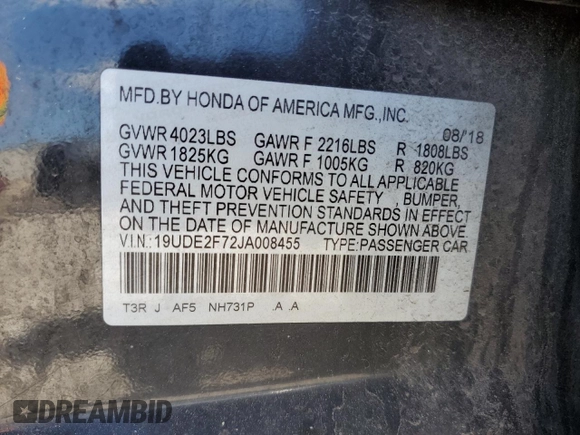 MFD.BY HONDA OF AMERICA MFG.,INC.
08/18
GVWR 4023LBS GAWR F 2216LBS R 1808LBS
GVWR 1825KG GAWR F 1005KG R 820KG
THIS VEHICLE CONFORMS TO ALL APPLICABLE
FEDERAL MOTOR VEHICLE SAFETY , BUMPER,
AND THEFT PREVENTION STANDARDS IN EFFECT
ON THE DATE OF MANUFACTURE SHOWN ABOVE.
V.I.N.:19UDE2F72JA008455 TYPE:PASSENGER CAR
T3R J AF5 NH731P .A .A
DREAMBID